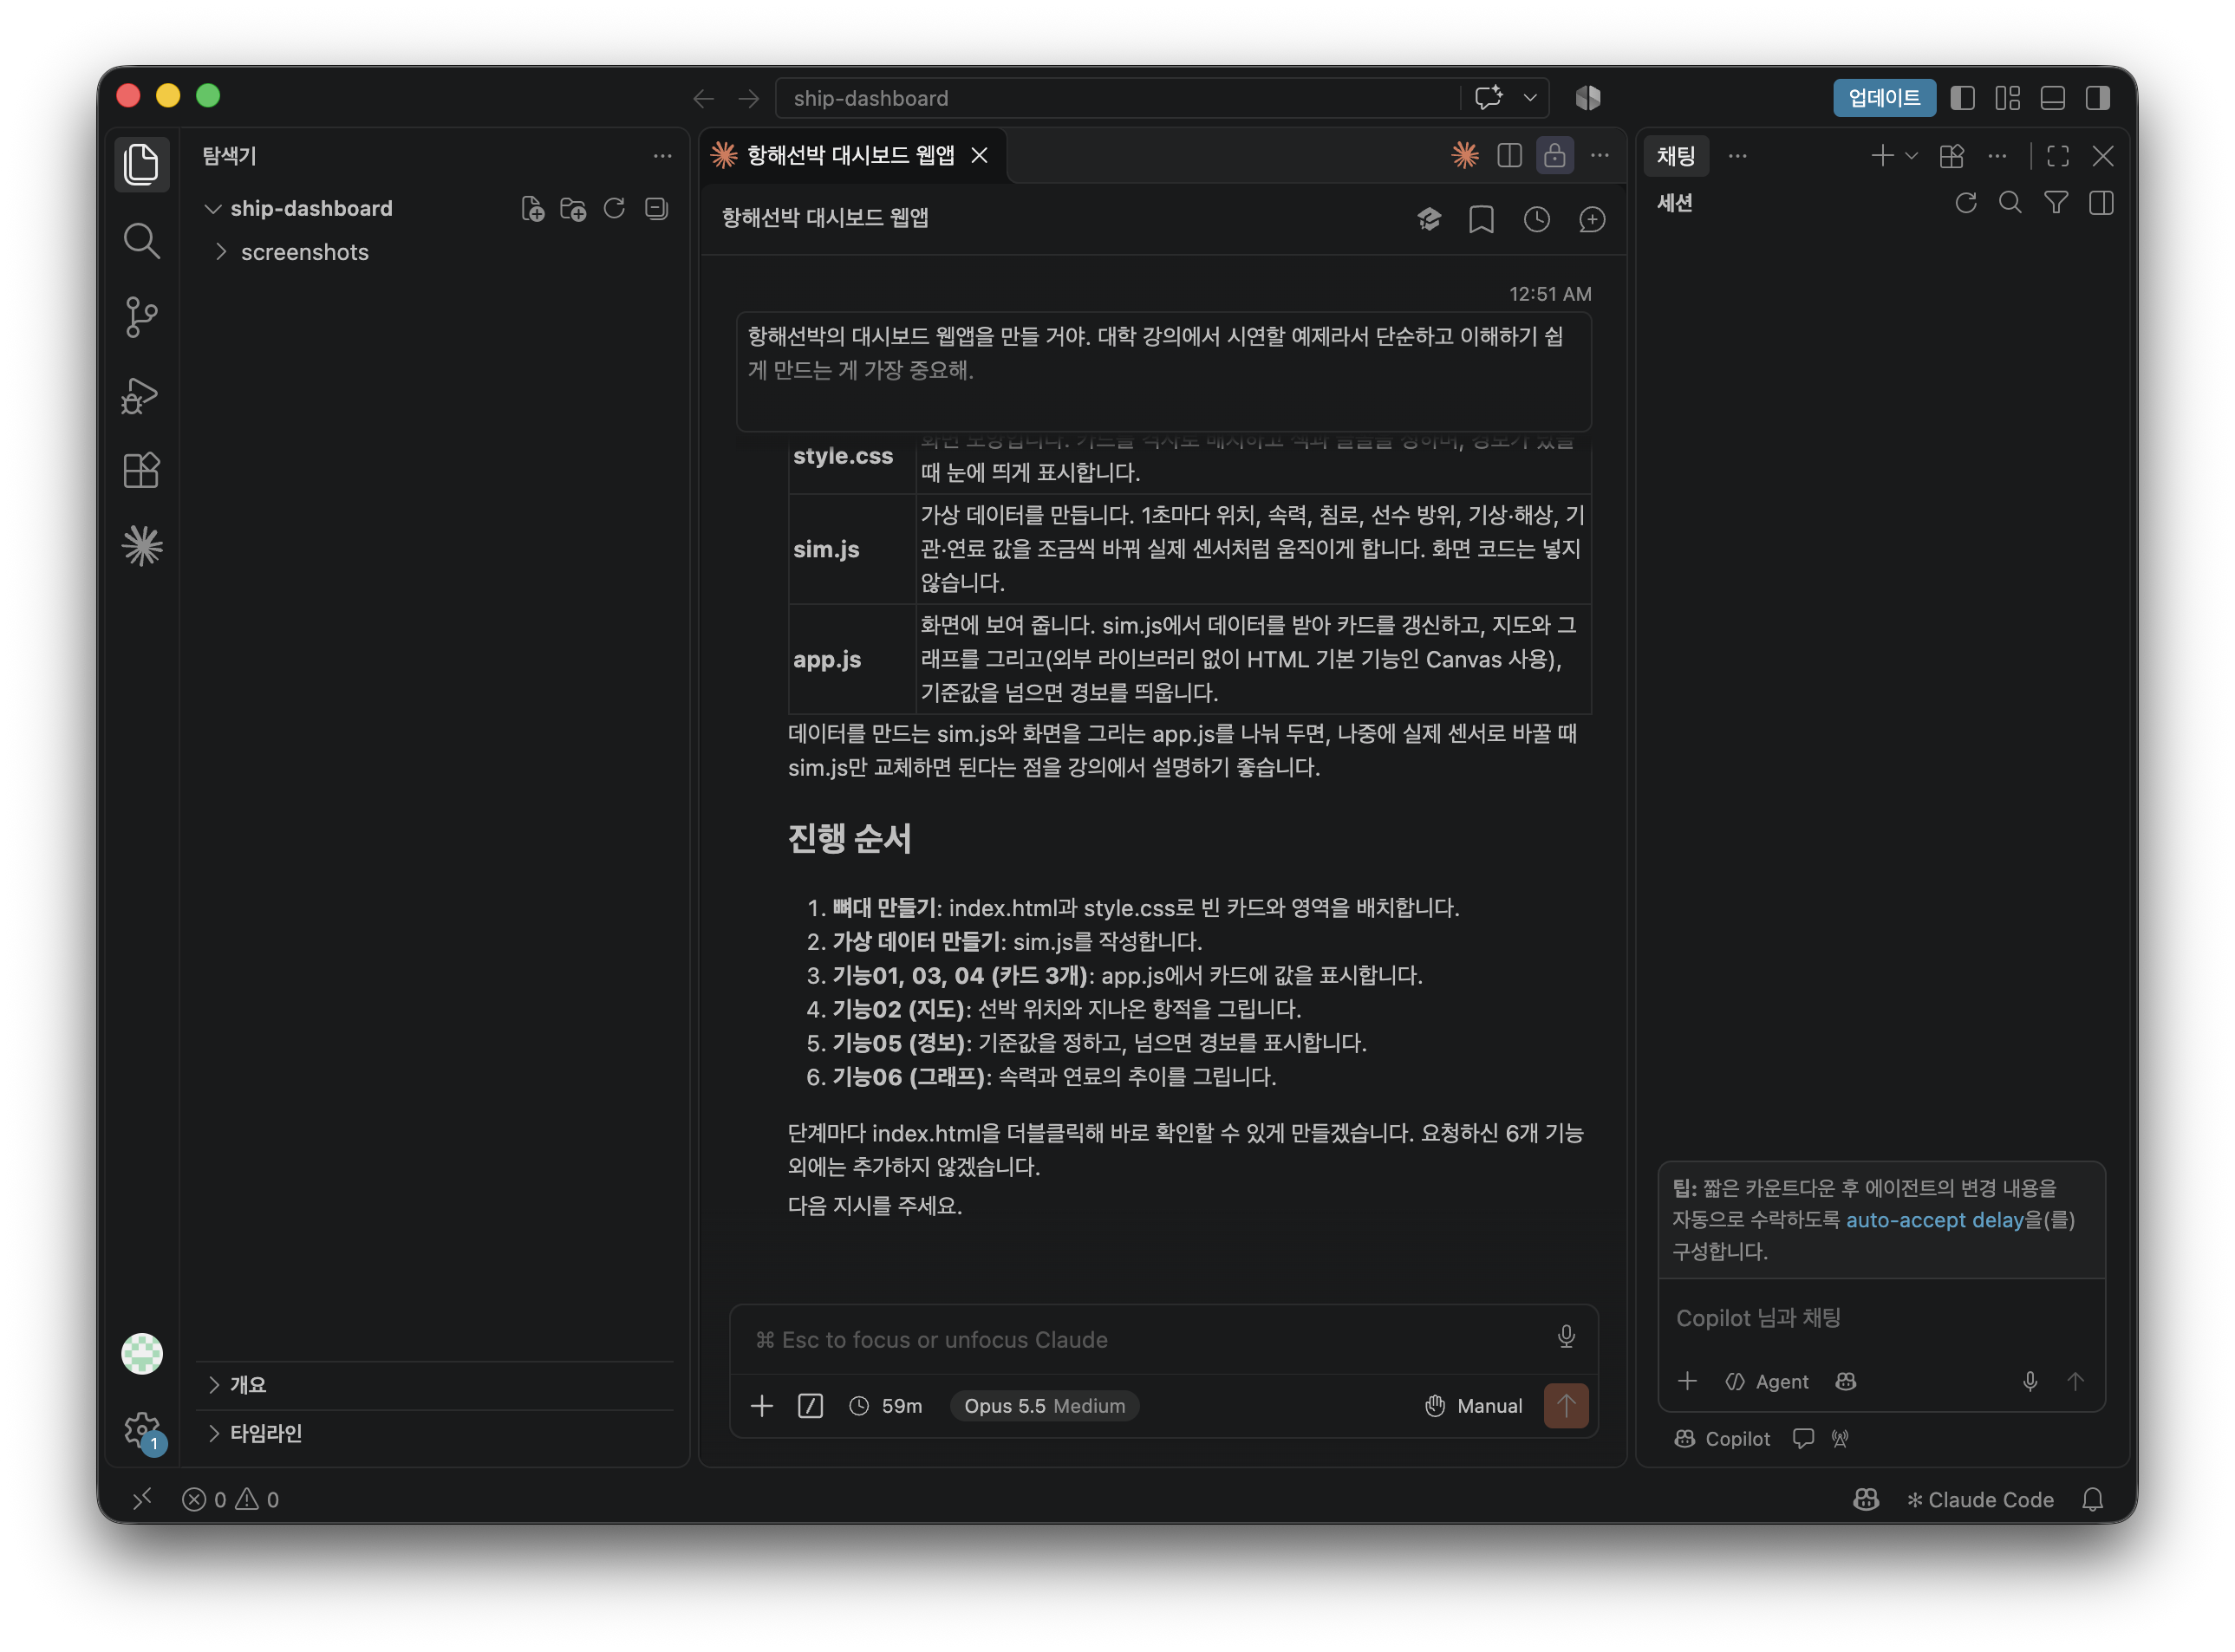 ship-dashboard
업데이트
탐색기
ship-dashboard
screenshots
개요
타임라인
항해선박 대시보드 웹앱
항해선박 대시보드 웹앱
12:51 AM
항해선박의 대시보드 웹앱을 만들 거야. 대학 강의에서 시연할 예제라서 단순하고 이해하기 쉽
게 만드는 게 가장 중요해.
style.css
때 눈에 띄게 표시합니다.
sim.js
가상 데이터를 만듭니다. 1초마다 위치, 속력, 침로, 선수 방위, 기상·해상, 기
관·연료 값을 조금씩 바꿔 실제 센서처럼 움직이게 합니다. 화면 코드는 넣지
않습니다.
app.js
화면에 보여 줍니다. sim.js에서 데이터를 받아 카드를 갱신하고, 지도와 그
래프를 그리고(외부 라이브러리 없이 HTML 기본 기능인 Canvas 사용),
기준값을 넘으면 경보를 띄웁니다.
데이터를 만드는 sim.js와 화면을 그리는 app.js를 나눠 두면, 나중에 실제 센서로 바꿀 때
sim.js만 교체하면 된다는 점을 강의에서 설명하기 좋습니다.
진행 순서
1. 뼈대 만들기: index.html과 style.css로 빈 카드와 영역을 배치합니다.
2. 가상 데이터 만들기: sim.js를 작성합니다.
3. 기능01, 03, 04 (카드 3개): app.js에서 카드에 값을 표시합니다.
4. 기능02 (지도): 선박 위치와 지나온 항적을 그립니다.
5. 기능05 (경보): 기준값을 정하고, 넘으면 경보를 표시합니다.
6. 기능06 (그래프): 속력과 연료의 추이를 그립니다.
단계마다 index.html을 더블클릭해 바로 확인할 수 있게 만들겠습니다. 요청하신 6개 기능
외에는 추가하지 않겠습니다.
다음 지시를 주세요.
⌘ Esc to focus or unfocus Claude
59m
Opus 5.5 Medium
Manual
채팅
세션
팁: 짧은 카운트다운 후 에이전트의 변경 내용을
자동으로 수락하도록 auto-accept delay을(를)
구성합니다.
Copilot 님과 채팅
Agent
Copilot
1
0
0
Claude Code